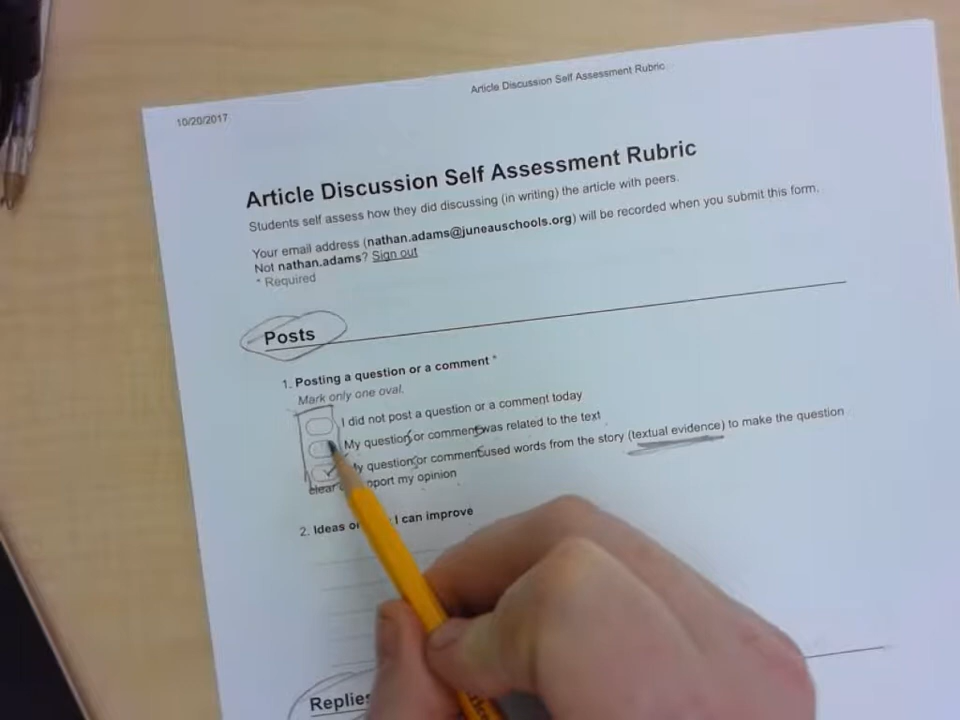 Article Discussion Self Assessment Rubric
10/20/2017
Article Discussion Self Assessment Rubric
Students self assess how they did discussing (in writing) the article with peers.
Your email address (nathan.adams@juneauschools.org) will be recorded when you submit this form.
Not nathan.adams? Sign out
* Required
Posts
1. Posting a question or a comment *
Mark only one oval.
I did not post a question or a comment today
My question or comment was related to the text
My question or comment used words from the story (textual evidence) to make the question
clear my opinion
2. Ideas I can improve
Replies